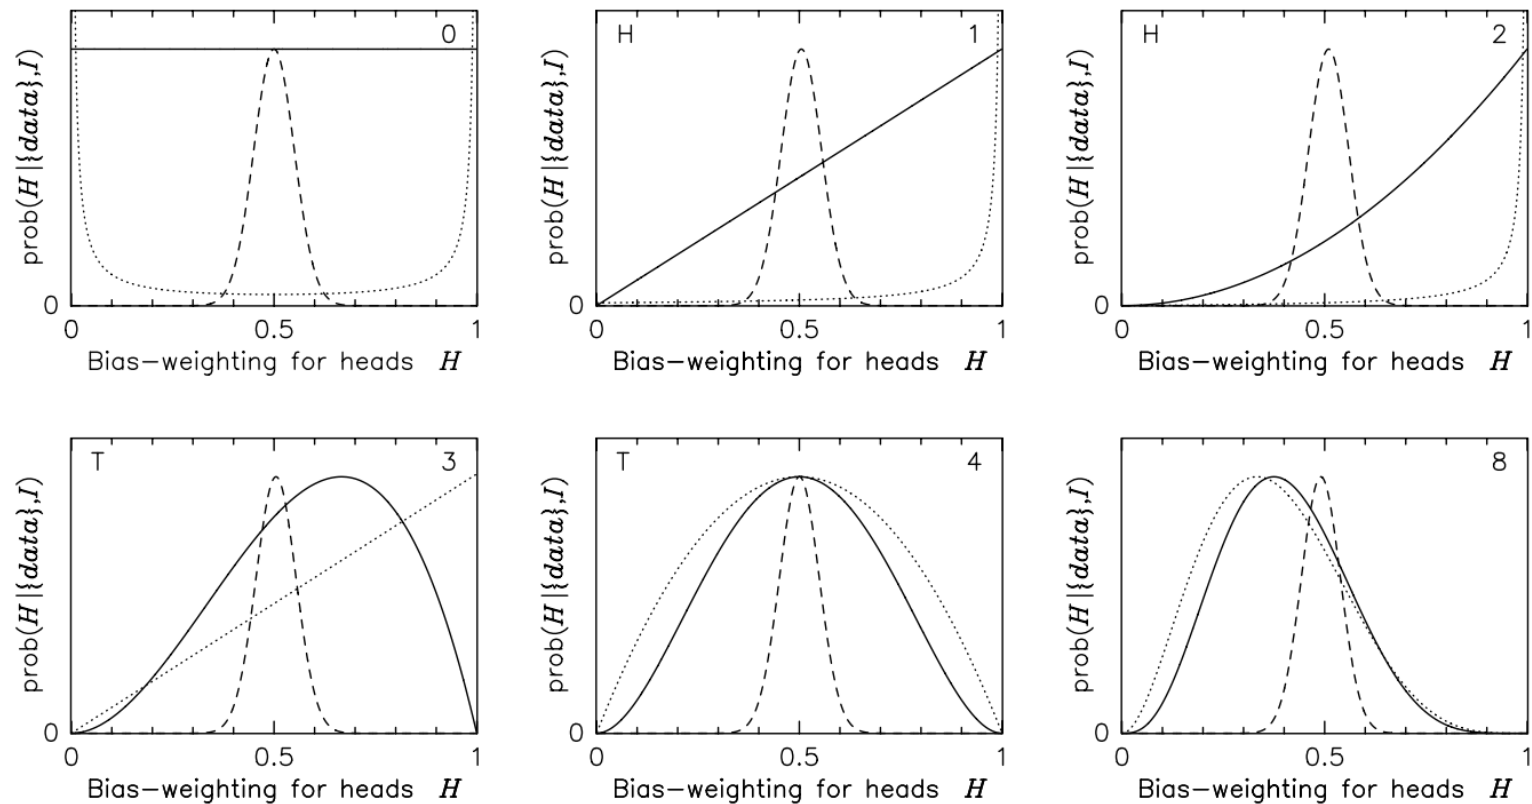 0
prob(H|{data},I)
0
0 0.5 1
Bias-weighting for heads H
H 1
prob(H|{data},I)
0
0 0.5 1
Bias-weighting for heads H
H 2
prob(H|{data},I)
0
0 0.5 1
Bias-weighting for heads H
T 3
prob(H|{data},I)
0
0 0.5 1
Bias-weighting for heads H
T 4
prob(H|{data},I)
0
0 0.5 1
Bias-weighting for heads H
8
prob(H|{data},I)
0
0 0.5 1
Bias-weighting for heads H